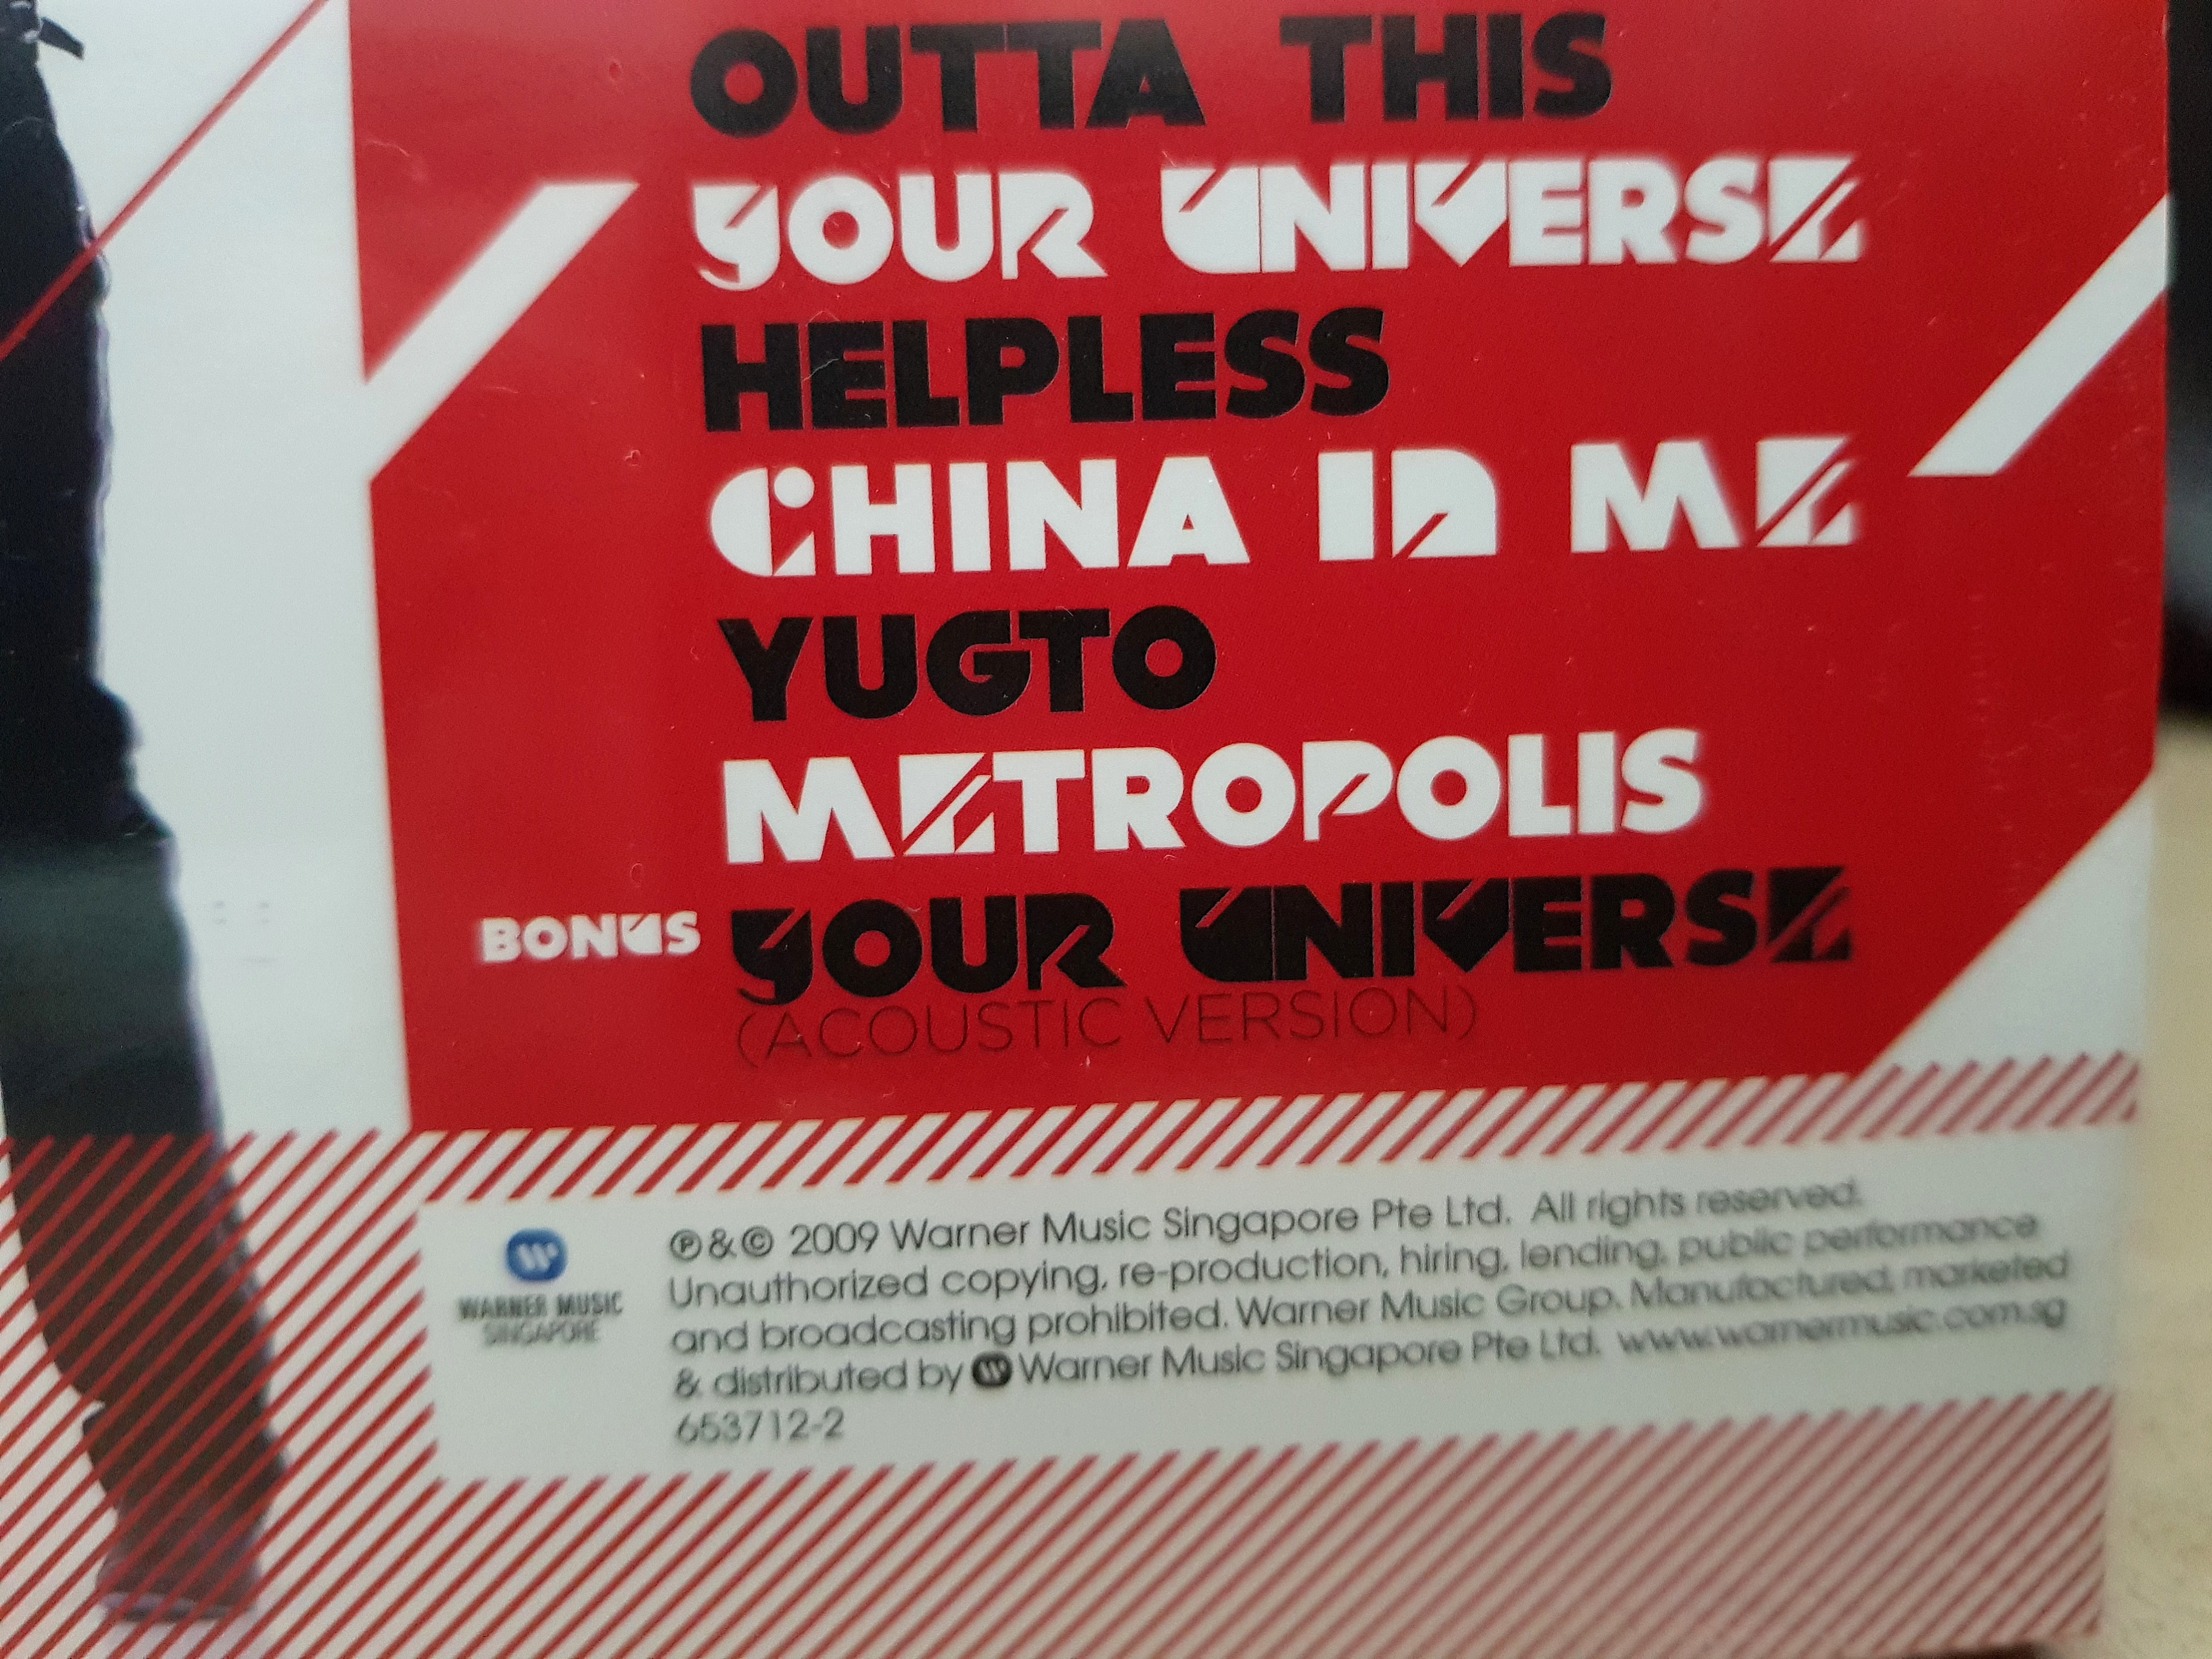 OUTTA THIS
YOUR UNIVERSE
HELPLESS
CHINA IN ME
YUGTO
METROPOLIS
BONUS YOUR UNIVERSE
(ACOUSTIC VERSION)
WARNER MUSIC
SINGAPORE
℗&© 2009 Warner Music Singapore Pte Ltd. All rights reserved.
Unauthorized copying, re-production, hiring, lending, public performance
and broadcasting prohibited. Warner Music Group. Manufactured, marketed
& distributed by Warner Music Singapore Pte Ltd. www.warnermusic.com.sg
653712-2